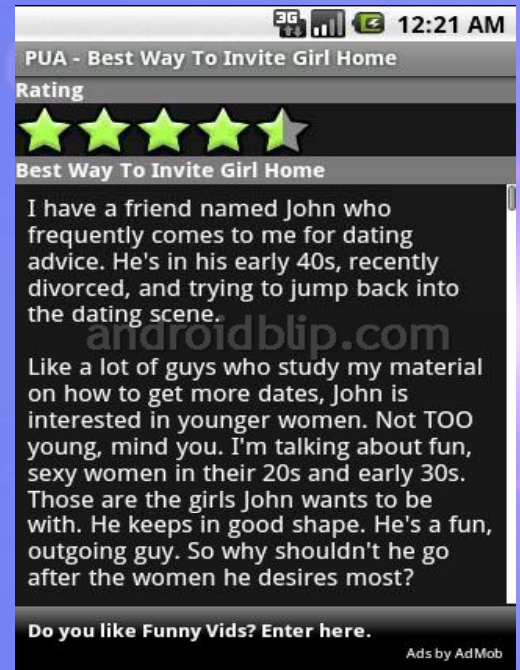 3G 12:21 AM
PUA - Best Way To Invite Girl Home
Rating
Best Way To Invite Girl Home
I have a friend named John who
frequently comes to me for dating
advice. He's in his early 40s, recently
divorced, and trying to jump back into
the dating scene.
androidblip.com
Like a lot of guys who study my material
on how to get more dates, John is
interested in younger women. Not TOO
young, mind you. I'm talking about fun,
sexy women in their 20s and early 30s.
Those are the girls John wants to be
with. He keeps in good shape. He's a fun,
outgoing guy. So why shouldn't he go
after the women he desires most?
Do you like Funny Vids? Enter here.
Ads by AdMob